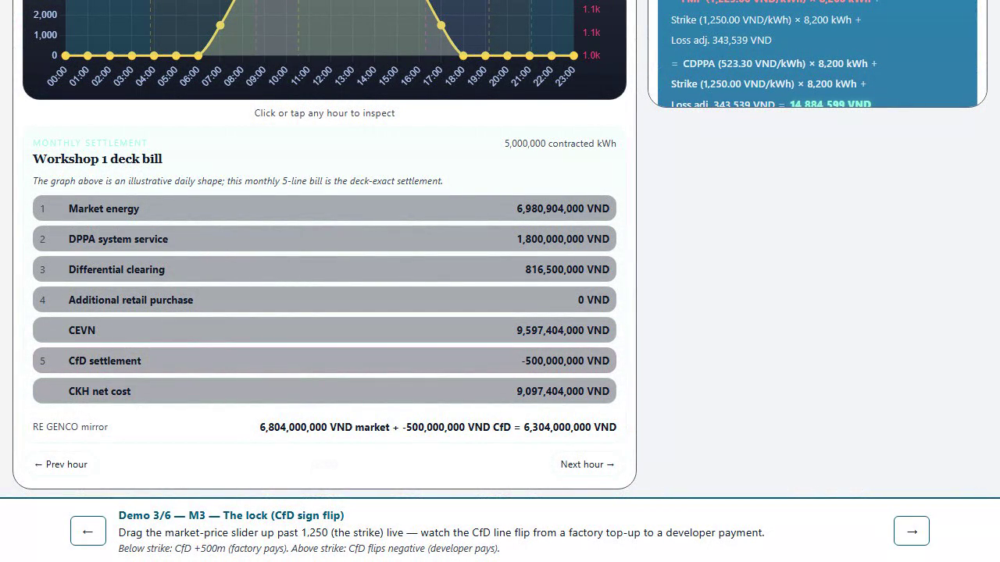 2,000
1,000
0
1.1k
1.1k
1.0k
00:00 01:00 02:00 03:00 04:00 05:00 06:00 07:00 08:00 09:00 10:00 11:00 12:00 13:00 14:00 15:00 16:00 17:00 18:00 19:00 20:00 21:00 22:00 23:00
Click or tap any hour to inspect
MONTHLY SETTLEMENT
5,000,000 contracted kWh
Workshop 1 deck bill
The graph above is an illustrative daily shape; this monthly 5-line bill is the deck-exact settlement.
1 Market energy 6,980,904,000 VND
2 DPPA system service 1,800,000,000 VND
3 Differential clearing 816,500,000 VND
4 Additional retail purchase 0 VND
CEVN 9,597,404,000 VND
5 CfD settlement -500,000,000 VND
CKH net cost 9,097,404,000 VND
RE GENCO mirror 6,804,000,000 VND market + -500,000,000 VND CfD = 6,304,000,000 VND
← Prev hour
Next hour →
FMP (1,225.00 VND/kWh) × 8,200 kWh +
Strike (1,250.00 VND/kWh) × 8,200 kWh +
Loss adj. 343,539 VND
= CDPPA (523.30 VND/kWh) × 8,200 kWh +
Strike (1,250.00 VND/kWh) × 8,200 kWh +
Loss adj. 343,539 VND = 14,884,599 VND
Demo 3/6 — M3 — The lock (CfD sign flip)
← Drag the market-price slider up past 1,250 (the strike) live — watch the CfD line flip from a factory top-up to a developer payment. →
Below strike: CfD +500m (factory pays). Above strike: CfD flips negative (developer pays).